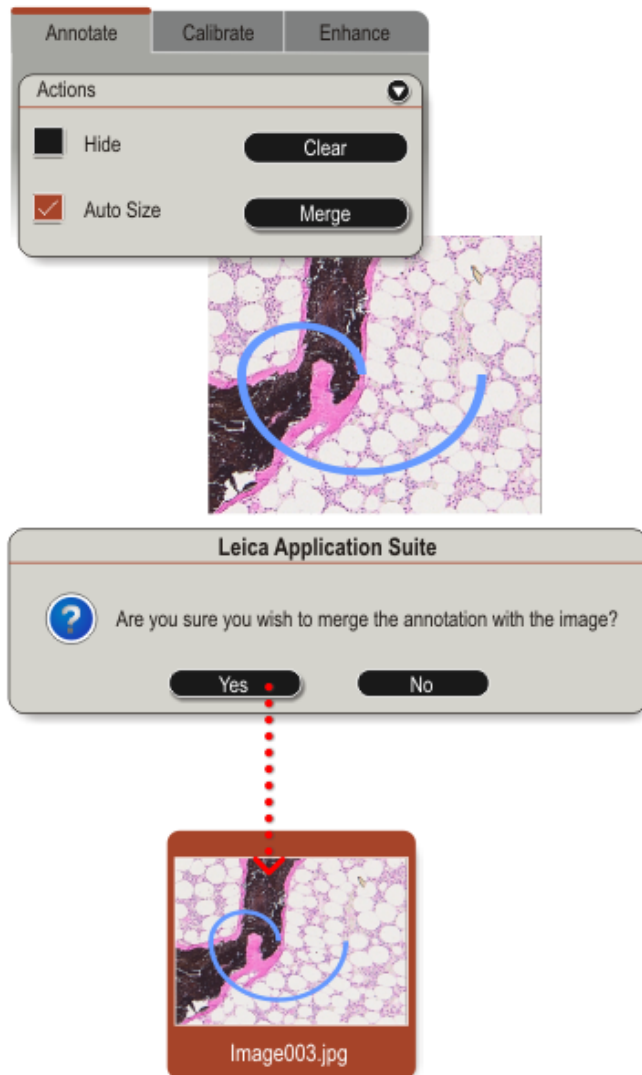 Annotate Calibrate Enhance
Actions
Hide Clear
Auto Size Merge
Leica Application Suite
Are you sure you wish to merge the annotation with the image?
Yes No
Image003.jpg